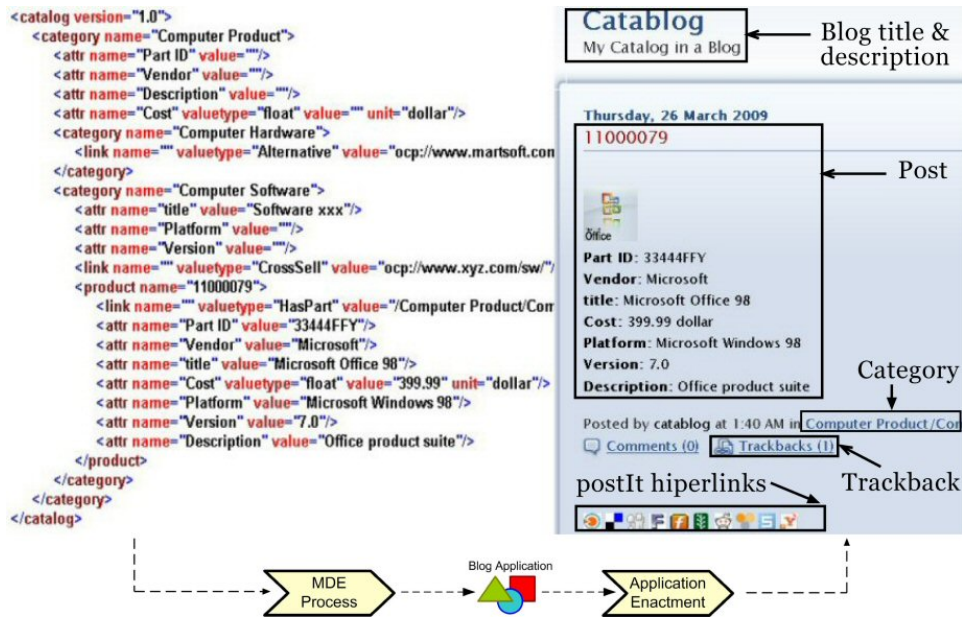 <catalog version="1.0">
<category name="Computer Product">
<attr name="Part ID" value=""/>
<attr name="Vendor" value=""/>
<attr name="Description" value=""/>
<attr name="Cost" valuetype="float" value="" unit="dollar"/>
<category name="Computer Hardware">
<link name="" valuetype="Alternative" value="ocp://www.martsoft.com
</category>
<category name="Computer Software">
<attr name="title" value="Software xxx"/>
<attr name="Platform" value=""/>
<attr name="Version" value=""/>
<link name="" valuetype="CrossSell" value="ocp://www.xyz.com/sw/"/
<product name="11000079">
<link name="" valuetype="HasPart" value="/Computer Product/Com
<attr name="Part ID" value="33444FFY"/>
<attr name="Vendor" value="Microsoft"/>
<attr name="title" value="Microsoft Office 98"/>
<attr name="Cost" valuetype="float" value="399.99" unit="dollar"/>
<attr name="Platform" value="Microsoft Windows 98"/>
<attr name="Version" value="7.0"/>
<attr name="Description" value="Office product suite"/>
</product>
</category>
</category>
</catalog>
Catablog
My Catalog in a Blog
Blog title &
description
Thursday, 26 March 2009
11000079
Post
Office
Part ID: 33444FFY
Vendor: Microsoft
title: Microsoft Office 98
Cost: 399.99 dollar
Platform: Microsoft Windows 98
Version: 7.0
Description: Office product suite
Category
Posted by catablog at 1:40 AM in Computer Product/Com
Comments (0) Trackbacks (1)
Trackback
postIt hiperlinks
MDE
Process
Blog Application
Application
Enactment